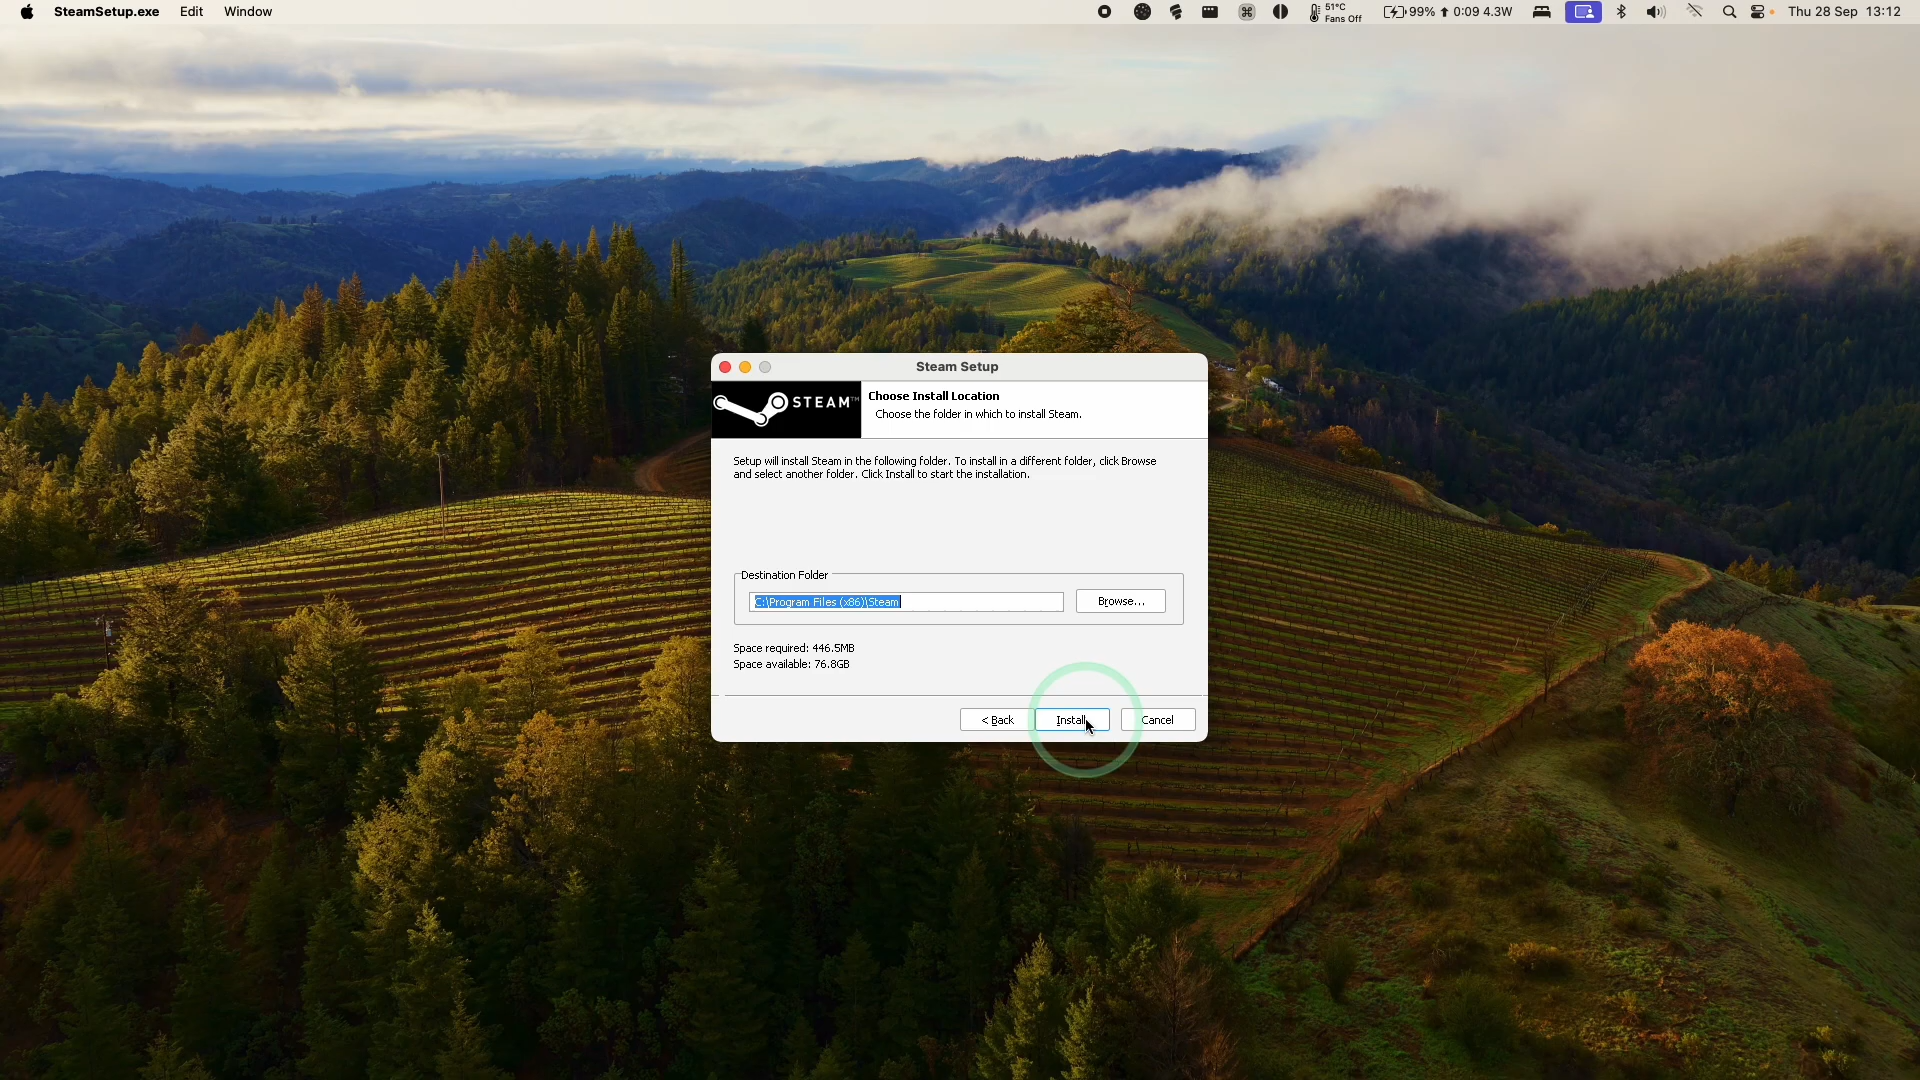 SteamSetup.exe Edit Window
51°C
Fans Off
99% 0:09 4.3W
Thu 28 Sep 13:12
Steam Setup
STEAM™
Choose Install Location
Choose the folder in which to install Steam.
Setup will install Steam in the following folder. To install in a different folder, click Browse
and select another folder. Click Install to start the installation.
Destination Folder
C:\Program Files (x86)\Steam
Browse...
Space required: 446.5MB
Space available: 76.8GB
< Back Install Cancel